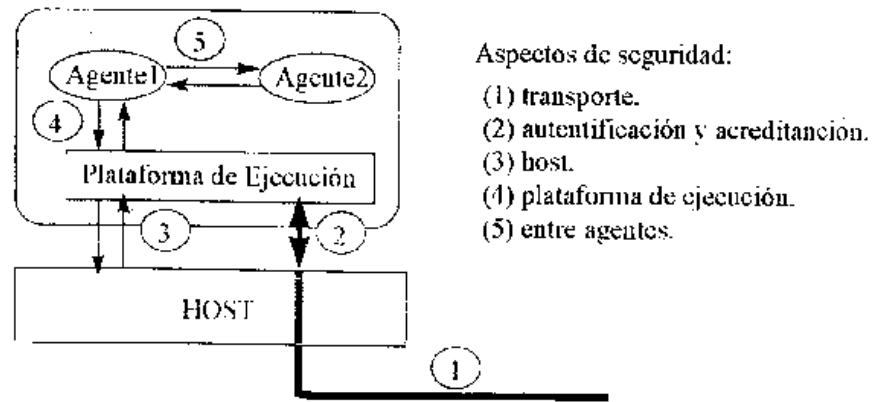 5
Aspectos de seguridad:
Agente1
Agente2
(1) transporte.
4
(2) autentificación y acreditanción.
(3) host.
Plataforma de Ejecución
(4) plataforma de ejecución.
3
2
(5) entre agentes.
HOST
1